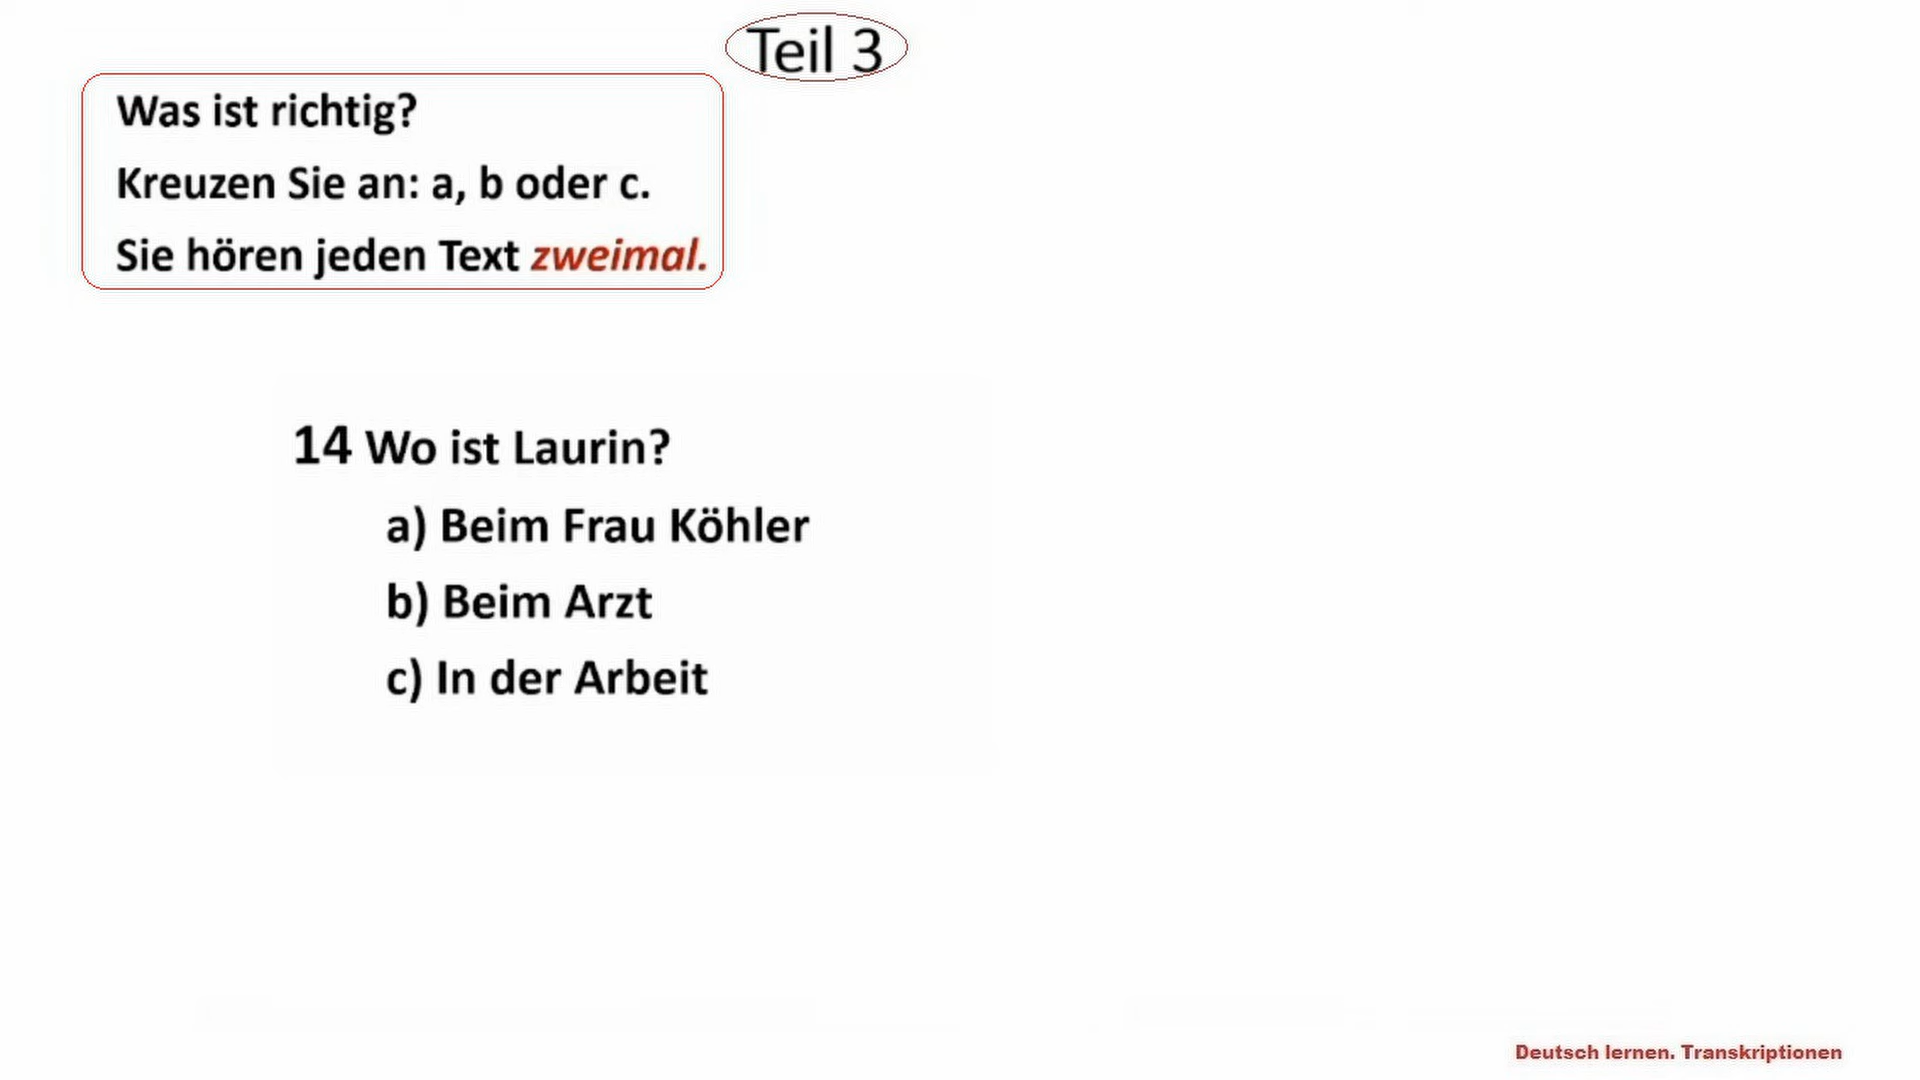 Teil 3
Was ist richtig?
Kreuzen Sie an: a, b oder c.
Sie hören jeden Text zweimal.
14 Wo ist Laurin?
a) Beim Frau Köhler
b) Beim Arzt
c) In der Arbeit
Deutsch lernen. Transkriptionen